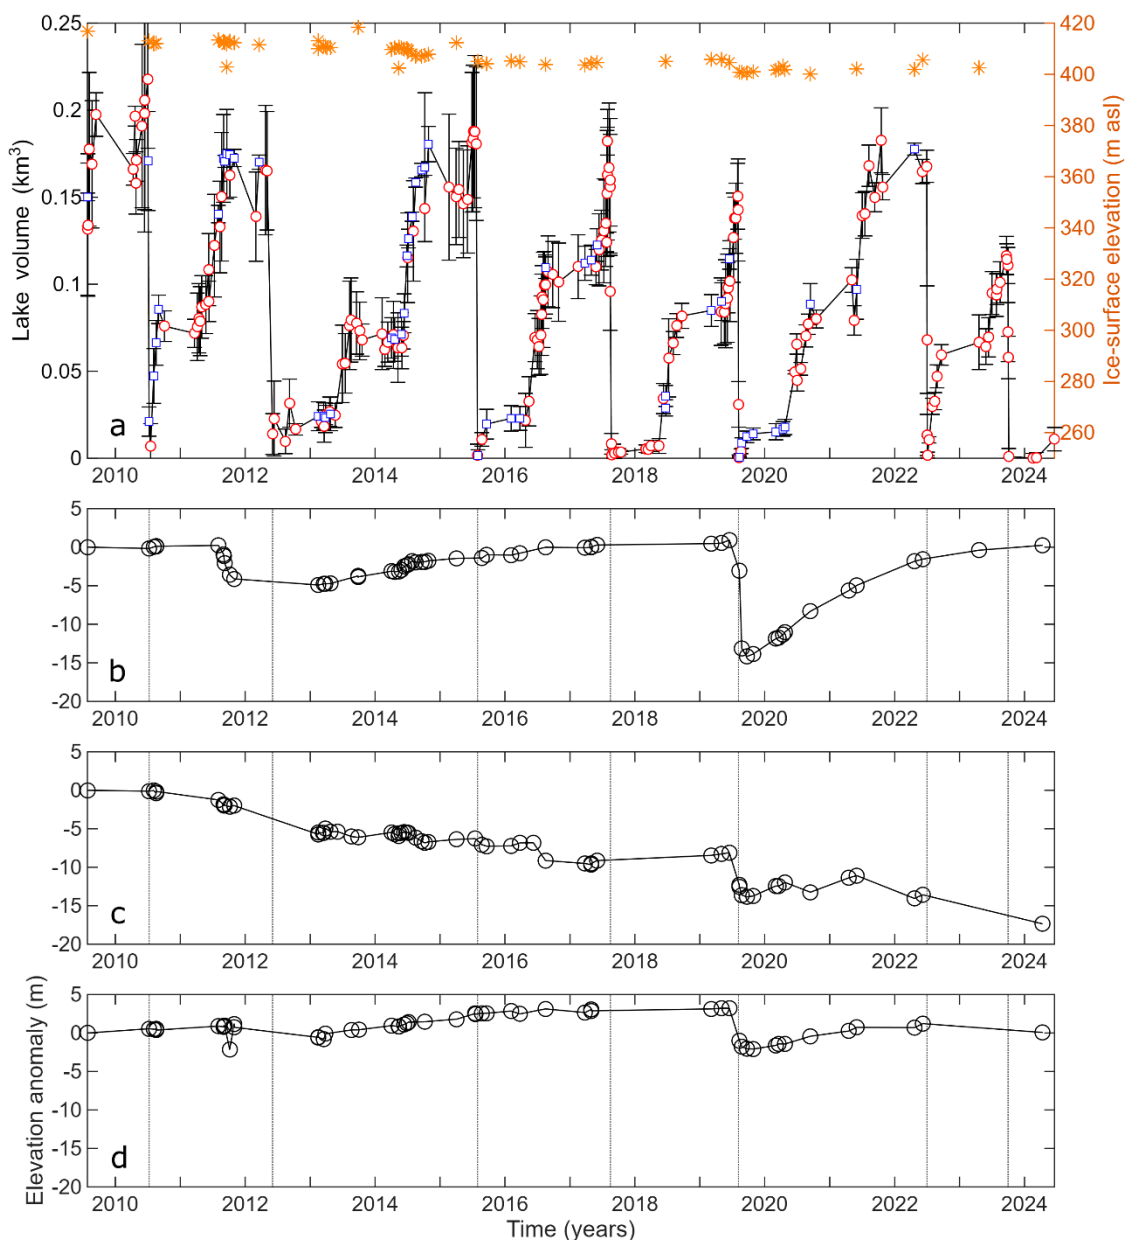 0.25
0.2
0.15
0.1
0.05
0
Lake volume (km³)
420
400
380
360
340
320
300
280
260
Ice-surface elevation (m asl)
a
2010 2012 2014 2016 2018 2020 2022 2024
5
0
-5
-10
-15
-20
b
2010 2012 2014 2016 2018 2020 2022 2024
5
0
-5
-10
-15
-20
c
2010 2012 2014 2016 2018 2020 2022 2024
5
0
-5
-10
-15
-20
Elevation anomaly (m)
d
2010 2012 2014 2016 2018 2020 2022 2024
Time (years)